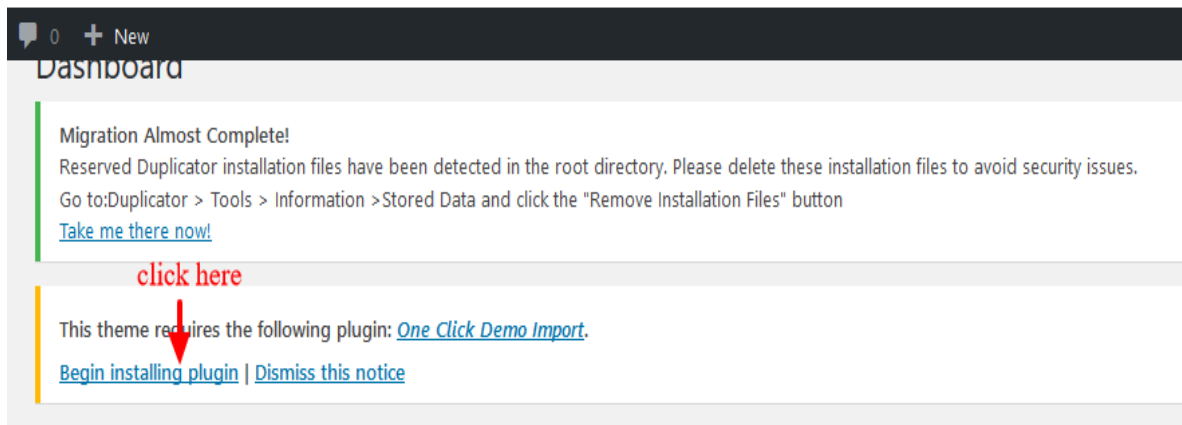 0 New
Dashboard
Migration Almost Complete!
Reserved Duplicator installation files have been detected in the root directory. Please delete these installation files to avoid security issues.
Go to:Duplicator > Tools > Information >Stored Data and click the "Remove Installation Files" button
Take me there now!
click here
This theme requires the following plugin: One Click Demo Import.
Begin installing plugin | Dismiss this notice